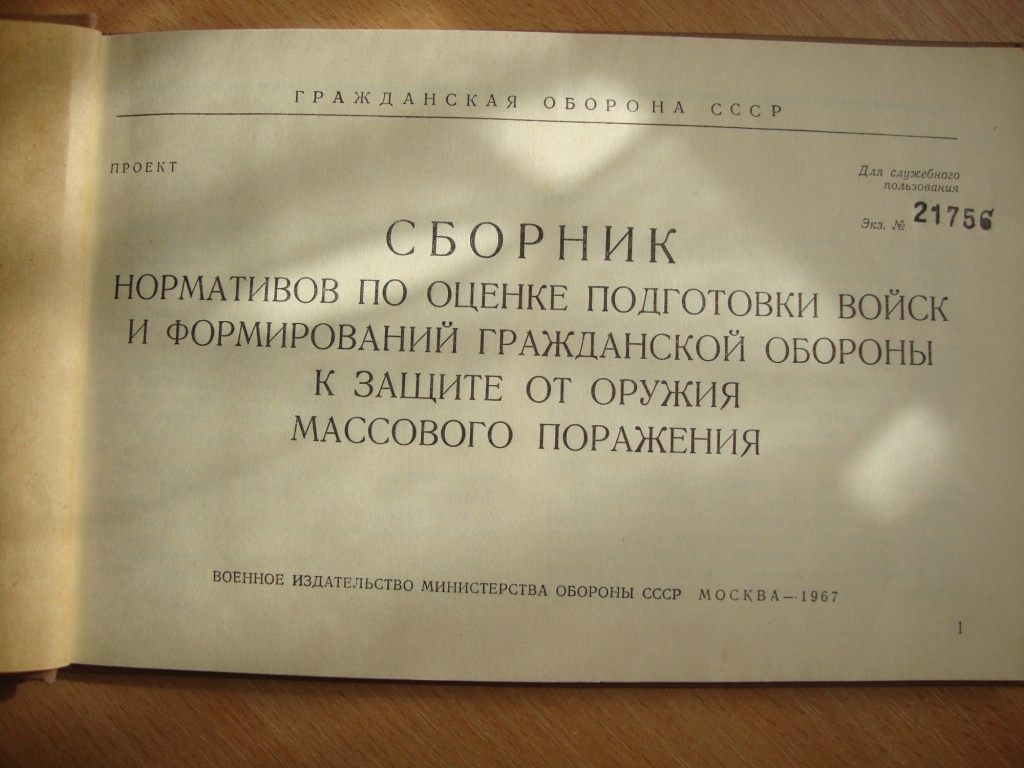 ГРАЖДАНСКАЯ ОБОРОНА СССР
ПРОЕКТ
Для служебного
пользования
Экз. № 21756
СБОРНИК
НОРМАТИВОВ ПО ОЦЕНКЕ ПОДГОТОВКИ ВОЙСК
И ФОРМИРОВАНИЙ ГРАЖДАНСКОЙ ОБОРОНЫ
К ЗАЩИТЕ ОТ ОРУЖИЯ
МАССОВОГО ПОРАЖЕНИЯ
ВОЕННОЕ ИЗДАТЕЛЬСТВО МИНИСТЕРСТВА ОБОРОНЫ СССР МОСКВА—1967
1